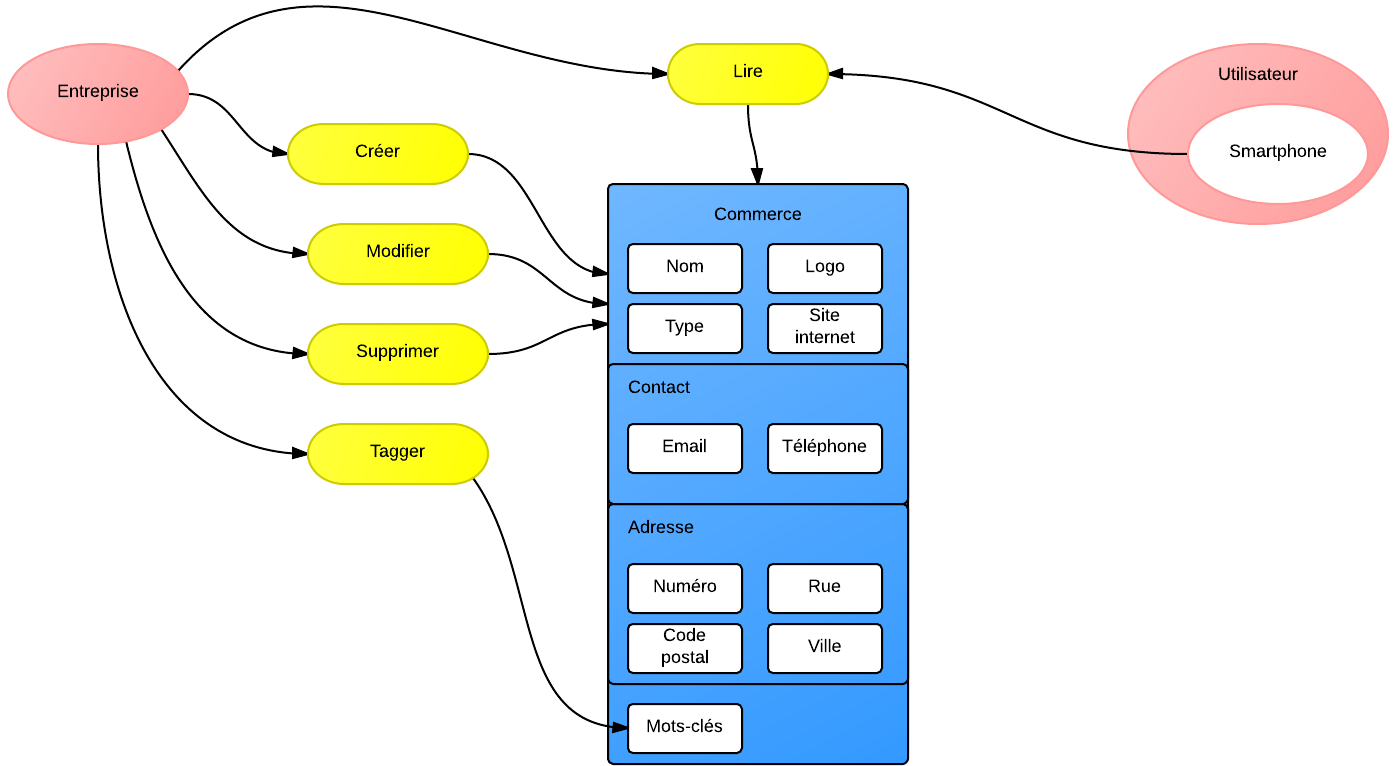 Entreprise
Lire
Utilisateur
Smartphone
Créer
Modifier
Supprimer
Tagger
Commerce
Nom
Logo
Type
Site
internet
Contact
Email
Téléphone
Adresse
Numéro
Rue
Code
postal
Ville
Mots-clés